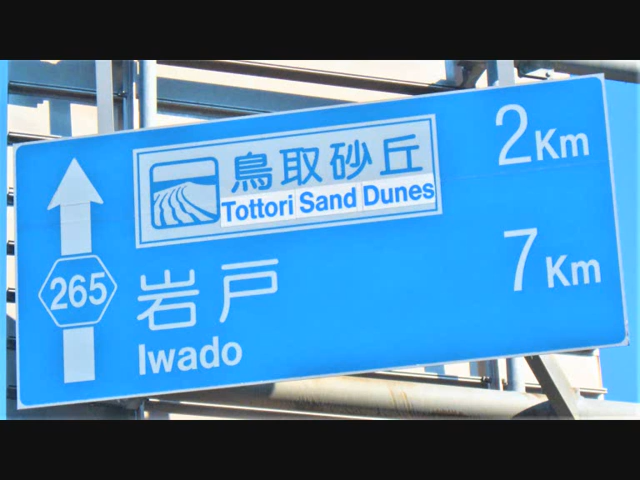 鳥取砂丘 2Km
Tottori Sand Dunes
265
岩戸 7Km
Iwado